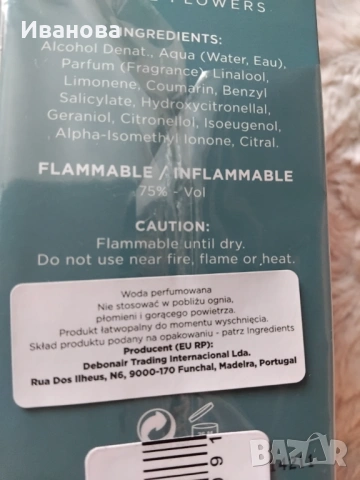 Иванова
FLOWERS
INGREDIENTS:
Alcohol Denat., Aqua (Water, Eau),
Parfum (Fragrance), Linalool,
Limonene, Coumarin, Benzyl
Salicylate, Hydroxycitronellal,
Geraniol, Citronellol, Isoeugenol,
Alpha-Isomethyl Ionone, Citral.
FLAMMABLE / INFLAMMABLE
75% - Vol
CAUTION:
Flammable until dry.
Do not use near fire, flame or heat.
Woda perfumowana
Nie stosować w pobliżu ognia,
płomieni i gorącego powietrza.
Produkt łatwopalny do momentu wyschnięcia.
Skład produktu podany na opakowaniu - patrz Ingredients
Producent (EU RP):
Debonair Trading Internacional Lda.
Rua Dos Ilheus, N6, 9000-170 Funchal, Madeira, Portugal
BAZAR